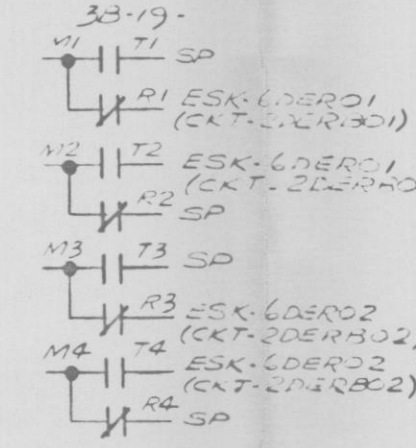 3B-19-
M1 T1 SP
R1 ESK-6DER01
(CKT-2DERB01)
M2 T2 ESK-6DER01
R2 SP
M3 T3 SP
R3 ESK-6DER02
(CKT-2DERB02)
M4 T4 ESK-6DER02
(CKT-2DERB02)
R4 SP